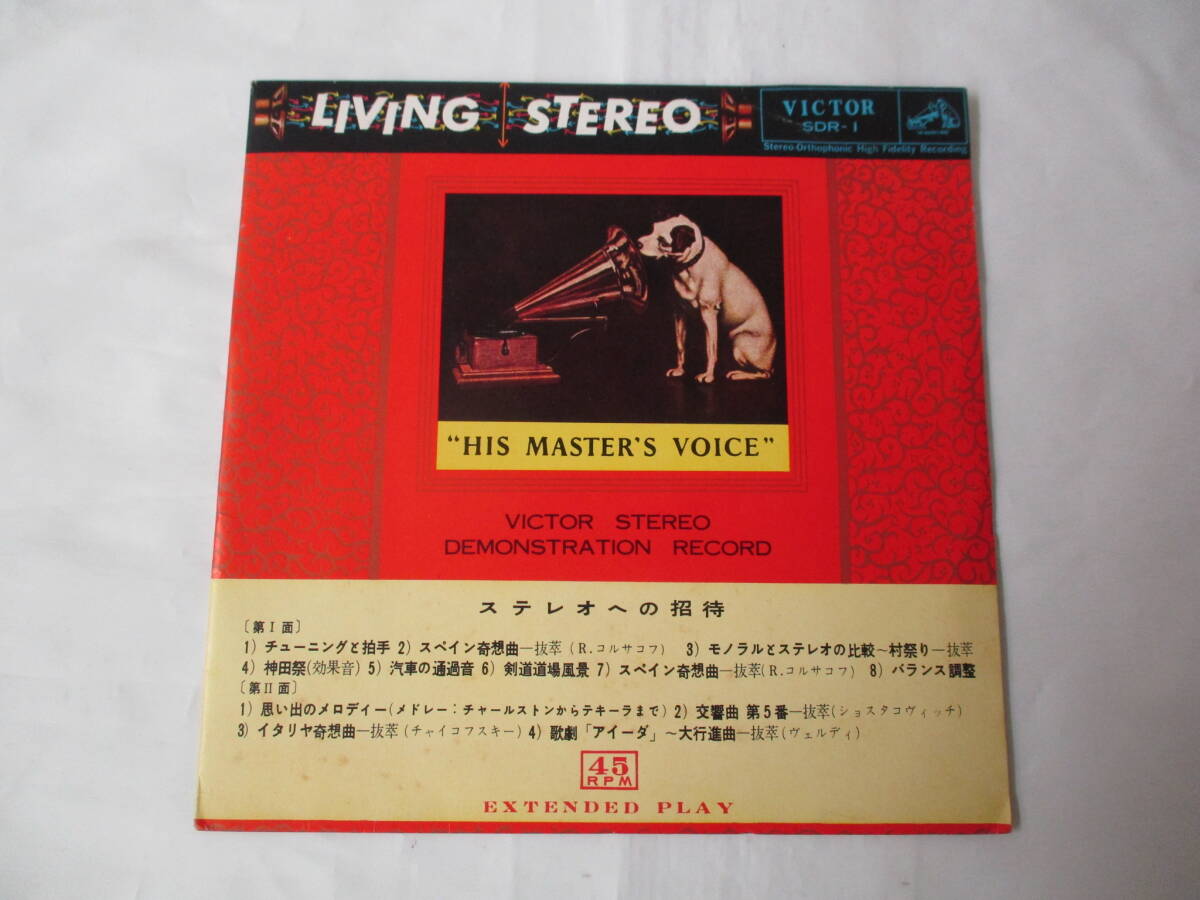 LIVING STEREO
VICTOR
SDR-1
Stereo-Orthophonic High Fidelity Recording
"HIS MASTER'S VOICE"
VICTOR STEREO
DEMONSTRATION RECORD
ステレオへの招待
〔第Ⅰ面〕
1) チューニングと拍手 2) スペイン奇想曲—抜萃 (R.コルサコフ) 3) モノラルとステレオの比較～村祭り—抜萃
4) 神田祭(効果音) 5) 汽車の通過音 6) 剣道道場風景 7) スペイン奇想曲—抜萃(R.コルサコフ) 8) バランス調整
〔第Ⅱ面〕
1) 思い出のメロディー(メドレー：チャールストンからテキーラまで) 2) 交響曲 第5番—抜萃(ショスタコヴィッチ)
3) イタリヤ奇想曲—抜萃(チャイコフスキー) 4) 歌劇「アイーダ」～大行進曲—抜萃(ヴェルディ)
45
RPM
EXTENDED PLAY